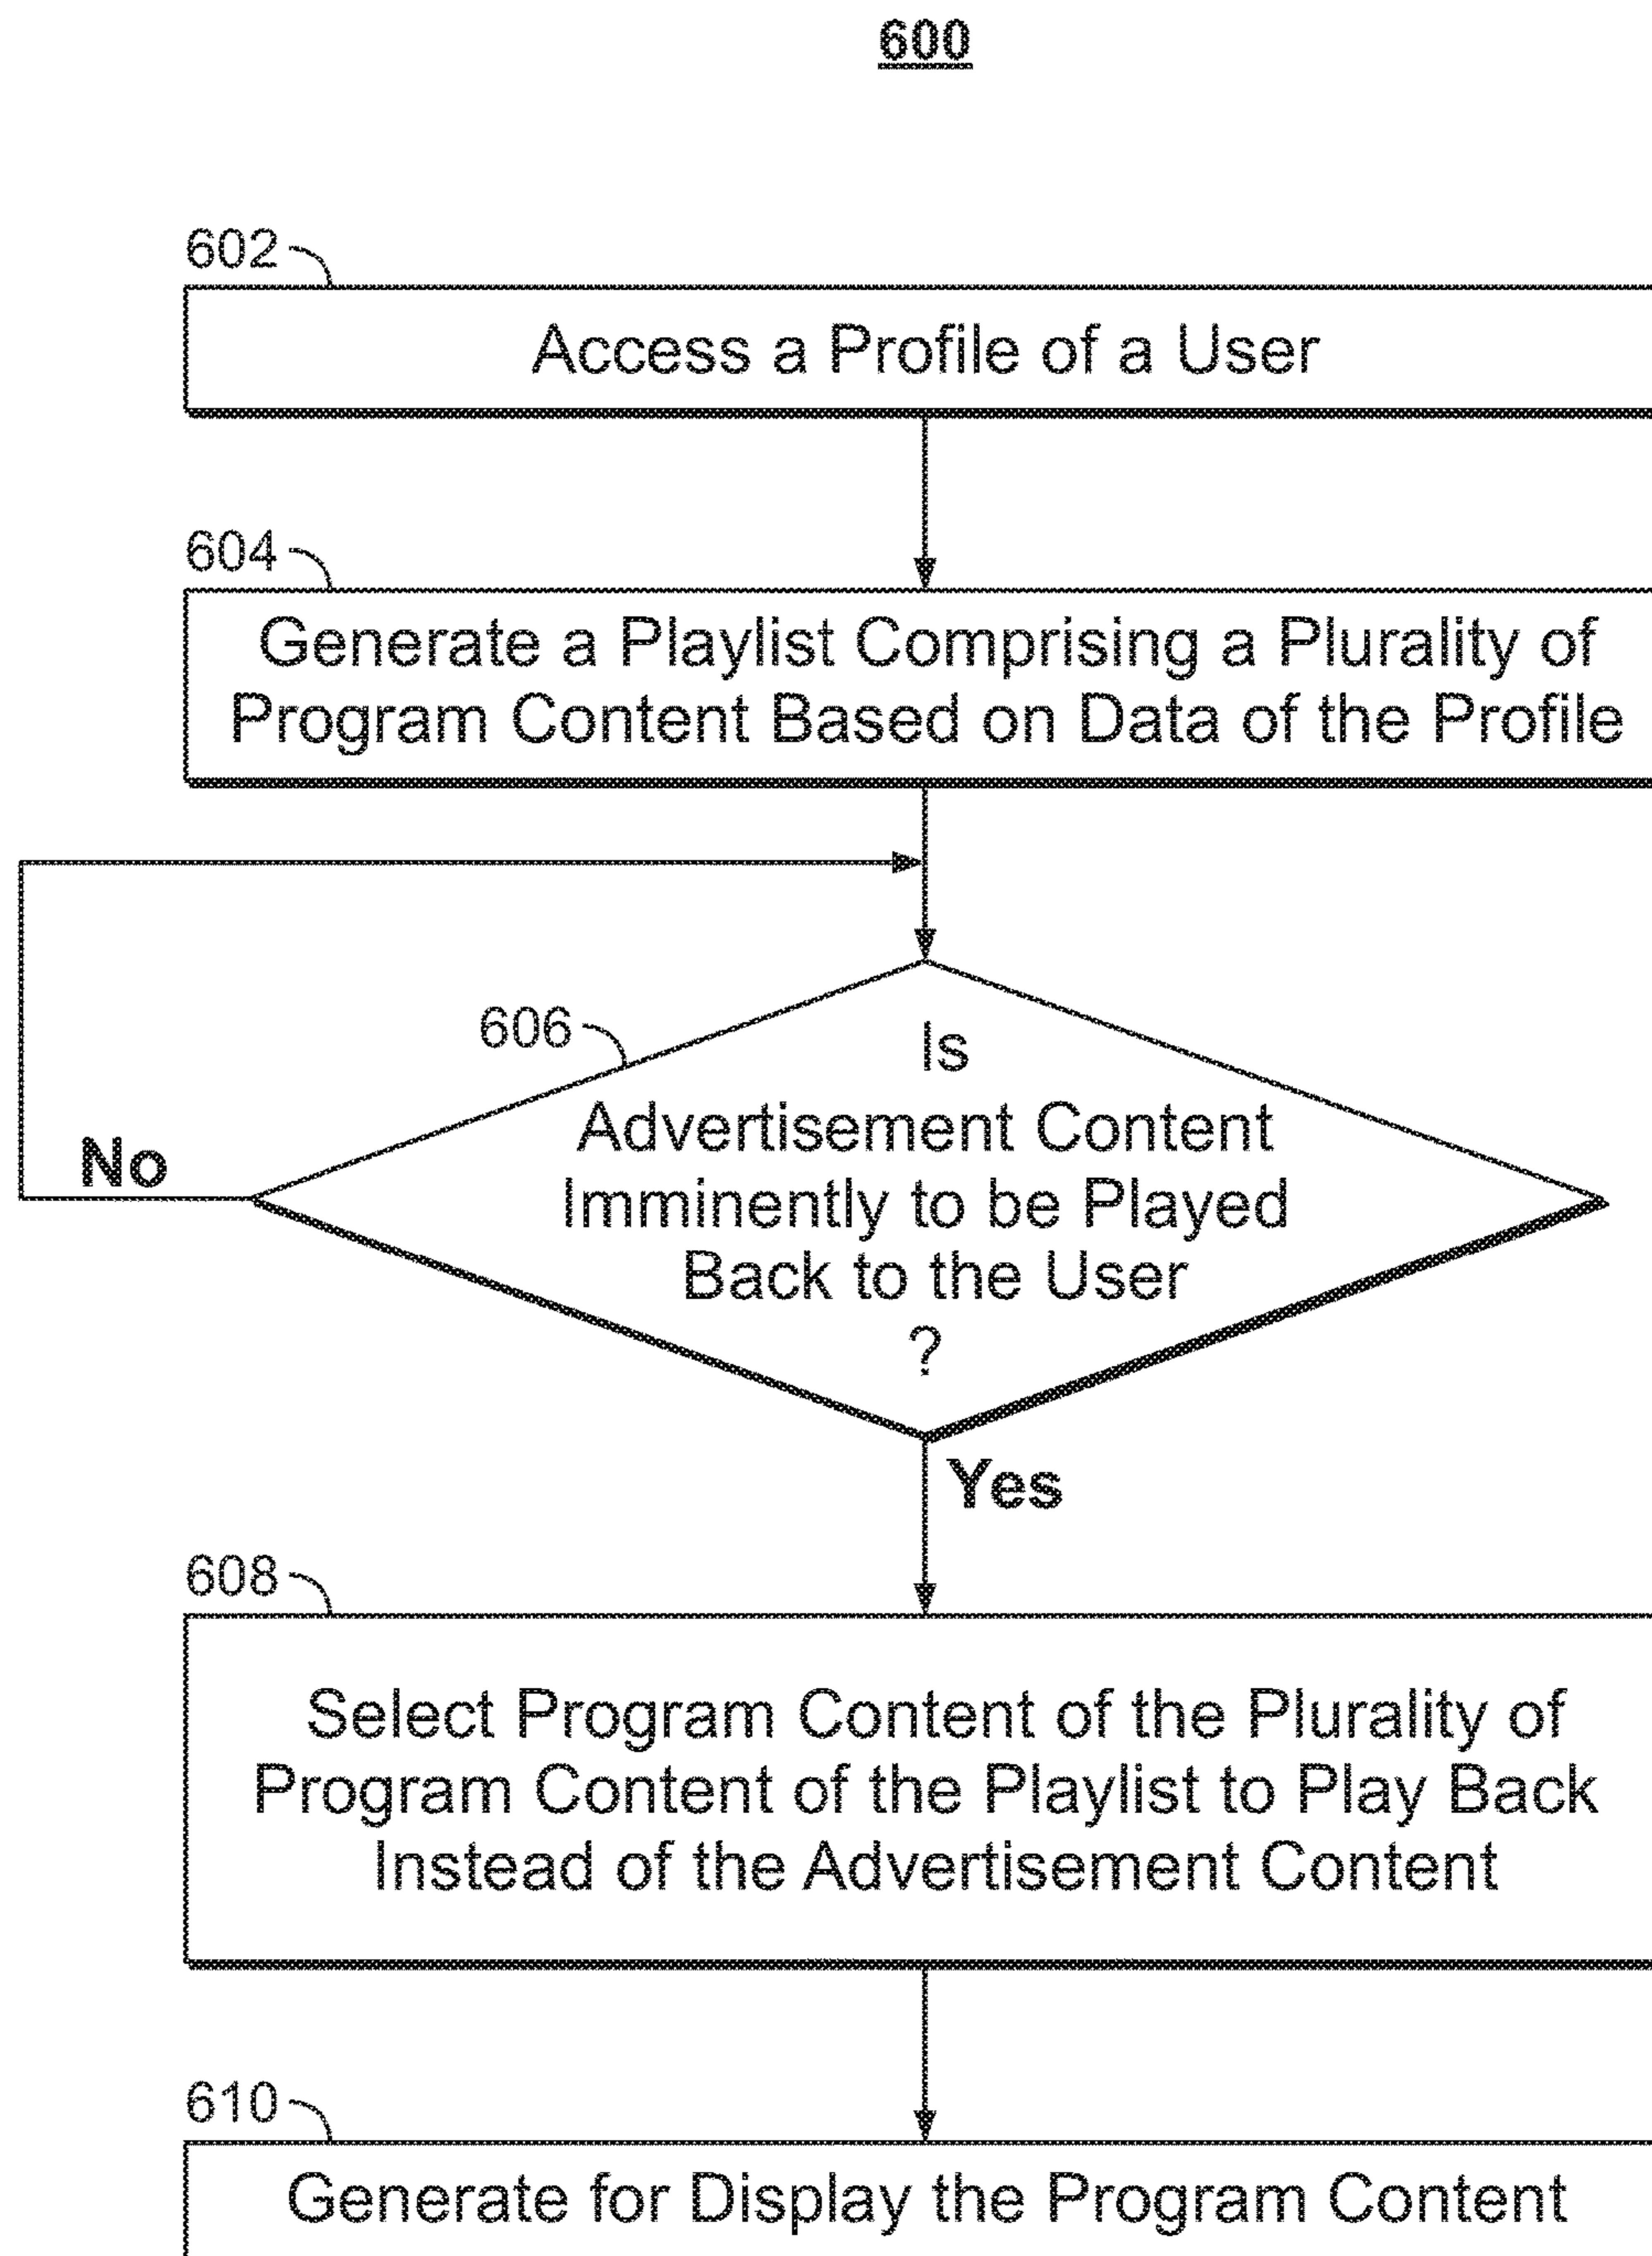 600
602
Access a Profile of a User
604
Generate a Playlist Comprising a Plurality of
Program Content Based on Data of the Profile
606
Is
Advertisement Content
Imminently to be Played
Back to the User
?
No
Yes
608
Select Program Content of the Plurality of
Program Content of the Playlist to Play Back
Instead of the Advertisement Content
610
Generate for Display the Program Content